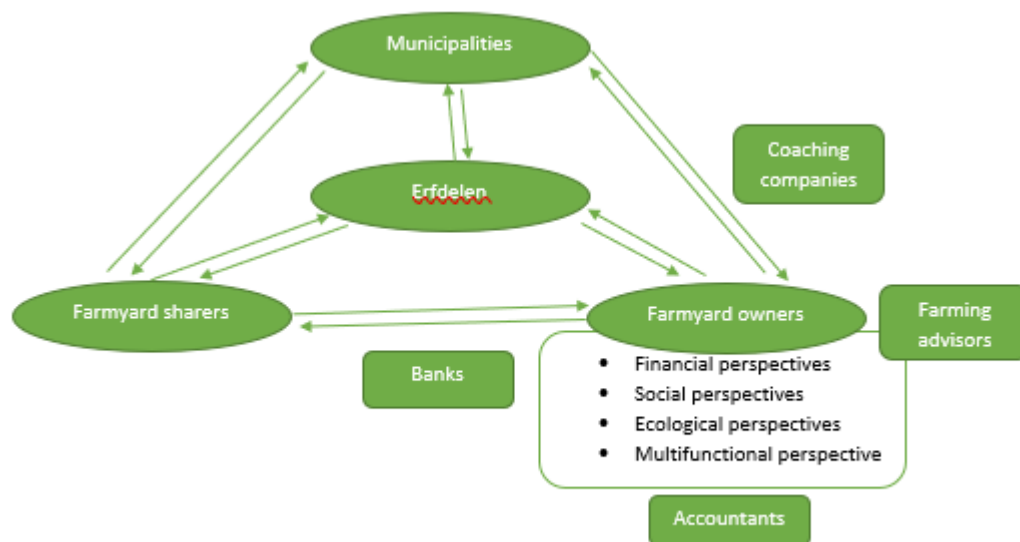 Municipalities
Coaching
companies
Erfdelen
Farmyard sharers
Farmyard owners
Farming
advisors
Banks
• Financial perspectives
• Social perspectives
• Ecological perspectives
• Multifunctional perspective
Accountants